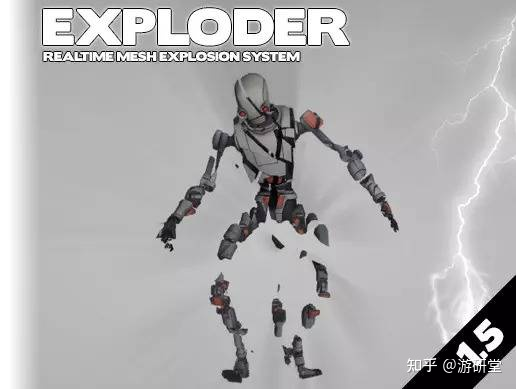 EXPLODER
REALTIME MESH EXPLOSION SYSTEM
1.5
知乎 @游研堂